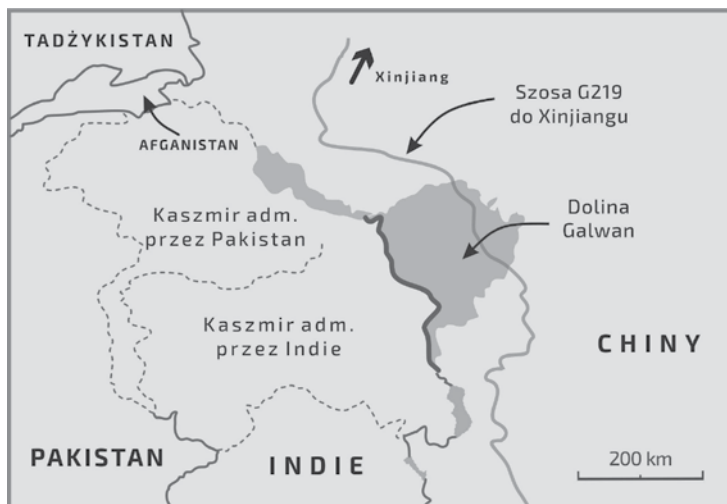 TADŻYKISTAN
Xinjiang
Szosa G219
do Xinjiangu
AFGANISTAN
Kaszmir adm.
przez Pakistan
Dolina
Galwan
Kaszmir adm.
przez Indie
CHINY
PAKISTAN
INDIE
200 km